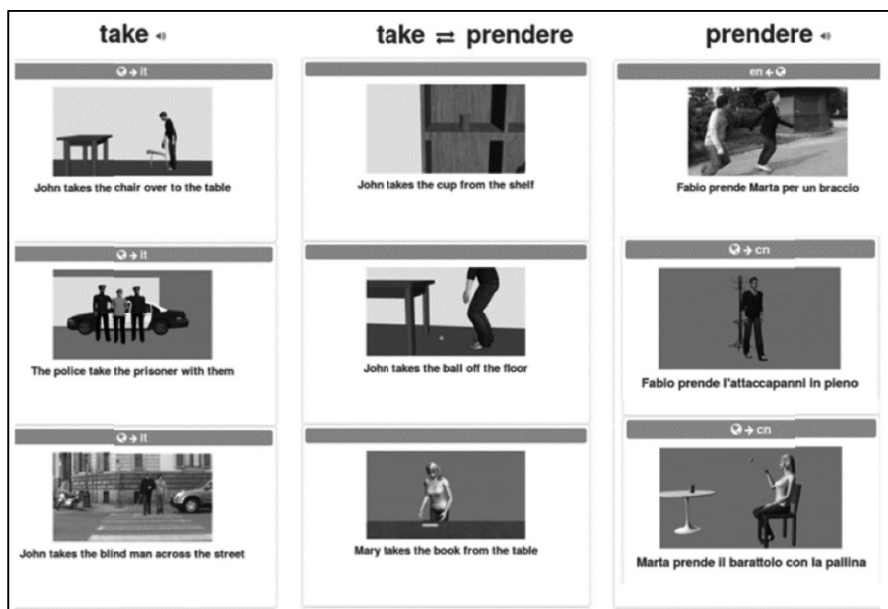 take
take ⇄ prendere
prendere
→ it
John takes the chair over to the table
→ it
The police take the prisoner with them
→ it
John takes the blind man across the street
John takes the cup from the shelf
John takes the ball off the floor
Mary takes the book from the table
en ←
Fabio prende Marta per un braccio
→ cn
Fabio prende l'attaccapanni in pieno
→ cn
Marta prende il barattolo con la pallina